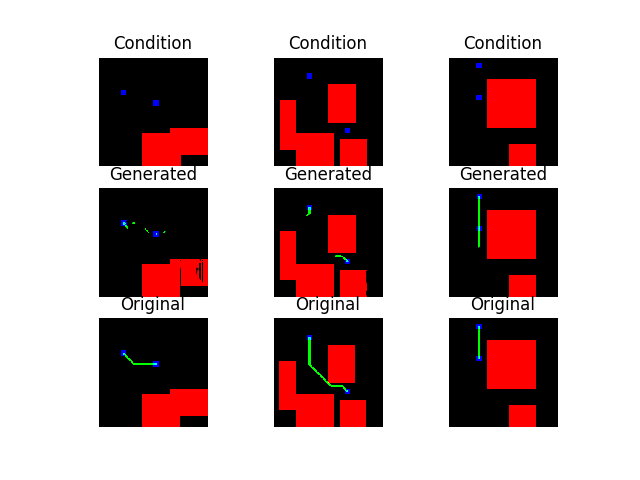 Condition Condition Condition
Generated Generated Generated
Original Original Original